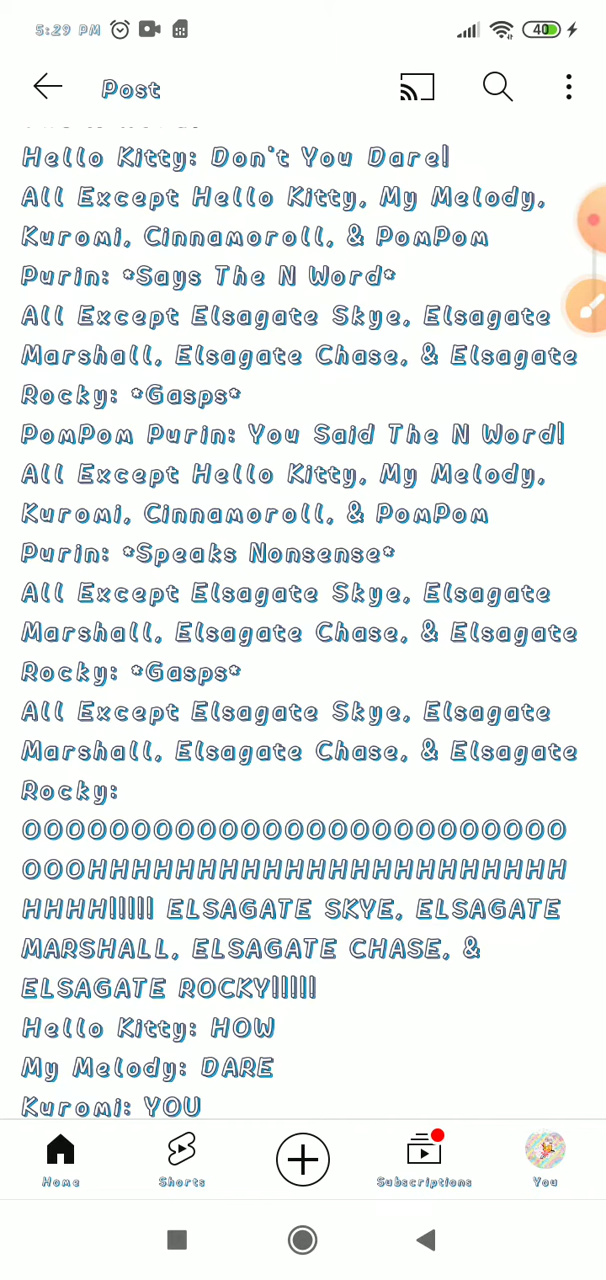 5:29 PM
40
Post
Hello Kitty: Don't You Dare!
All Except Hello Kitty, My Melody,
Kuromi, Cinnamoroll, & PomPom
Purin: *Says The N Word*
All Except Elsagate Skye, Elsagate
Marshall, Elsagate Chase, & Elsagate
Rocky: *Gasps*
PomPom Purin: You Said The N Word!
All Except Hello Kitty, My Melody,
Kuromi, Cinnamoroll, & PomPom
Purin: *Speaks Nonsense*
All Except Elsagate Skye, Elsagate
Marshall, Elsagate Chase, & Elsagate
Rocky: *Gasps*
All Except Elsagate Skye, Elsagate
Marshall, Elsagate Chase, & Elsagate
Rocky:
OOOOOOOOOOOOOOOOOOOOOOOOOO
OOOHHHHHHHHHHHHHHHHHHHHHH
HHHH!!!!! ELSAGATE SKYE, ELSAGATE
MARSHALL, ELSAGATE CHASE, &
ELSAGATE ROCKY!!!!!
Hello Kitty: HOW
My Melody: DARE
Kuromi: YOU
Home
Shorts
Subscriptions
You